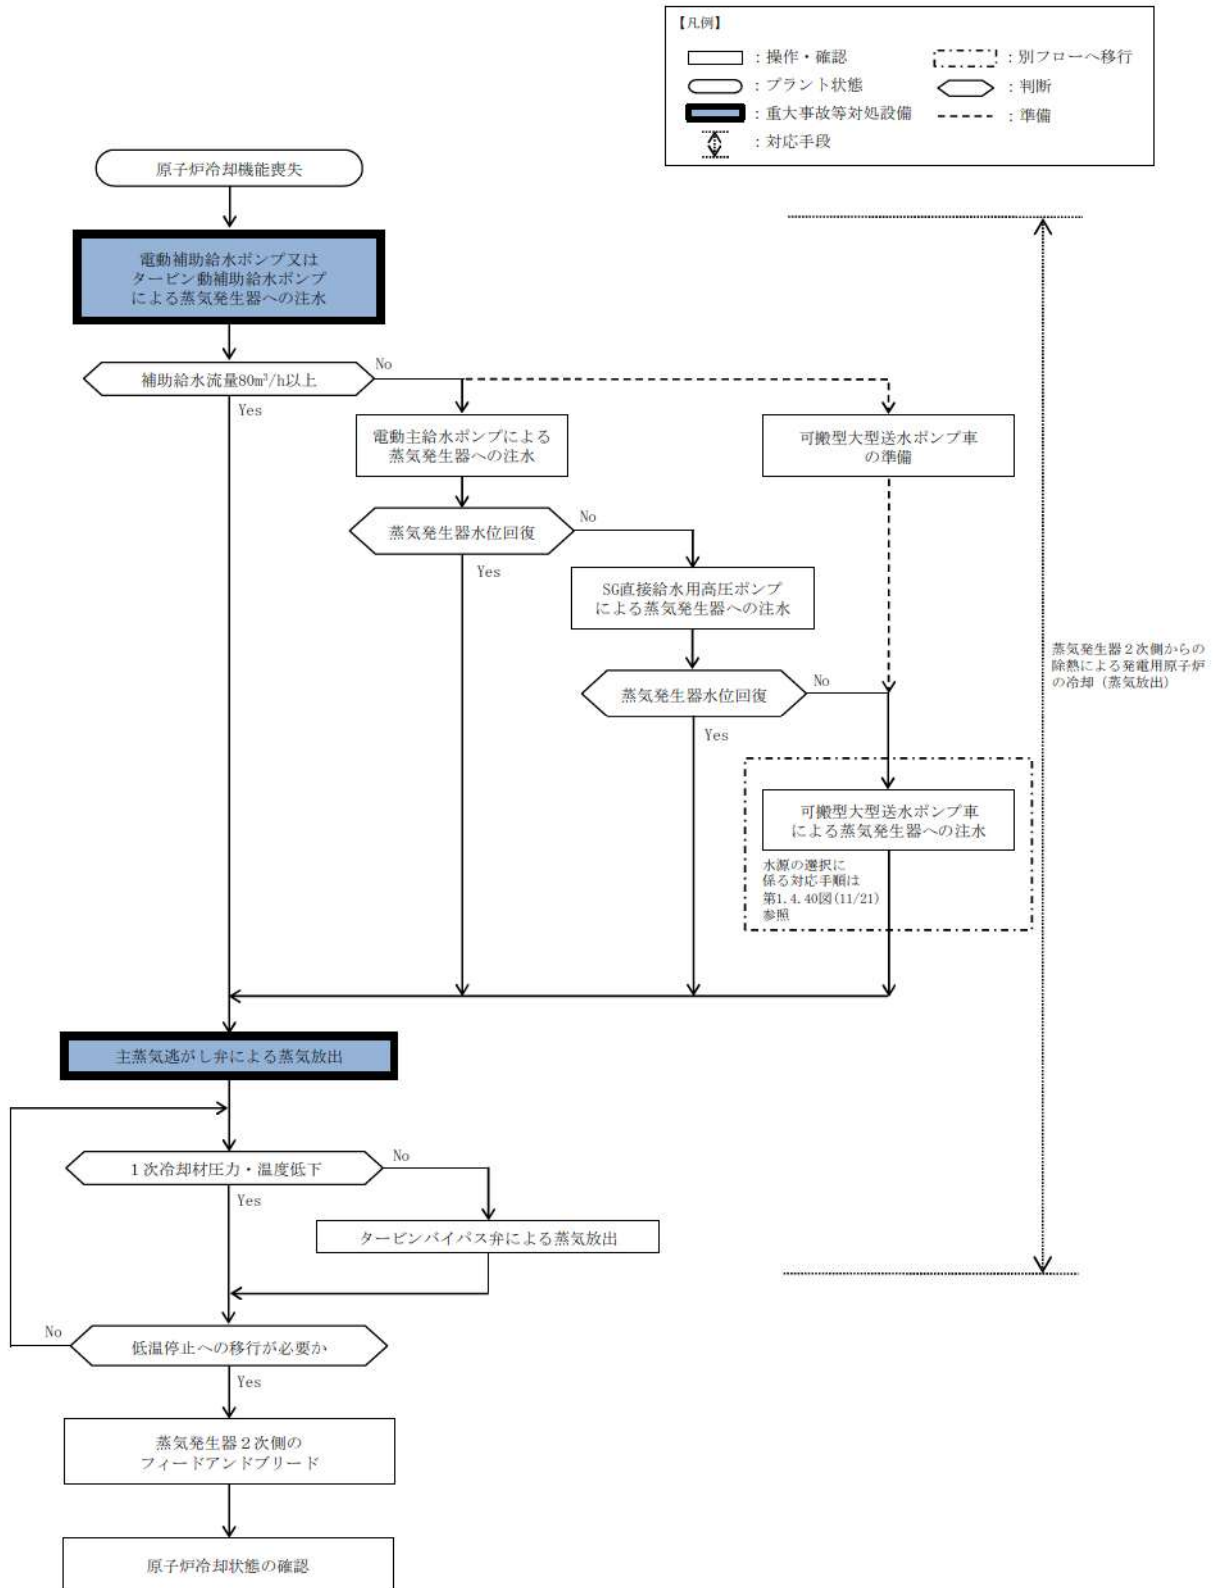 【凡例】
：操作・確認
：別フローへ移行
：プラント状態
：判断
：重大事故等対処設備
：準備
：対応手段
原子炉冷却機能喪失
電動補助給水ポンプ又は
タービン動補助給水ポンプ
による蒸気発生器への注水
補助給水流量80m³/h以上
No
Yes
電動主給水ポンプによる
蒸気発生器への注水
可搬型大型送水ポンプ車
の準備
蒸気発生器水位回復
No
Yes
SG直接給水用高圧ポンプ
による蒸気発生器への注水
蒸気発生器水位回復
No
Yes
蒸気発生器２次側からの
除熱による発電用原子炉
の冷却（蒸気放出）
可搬型大型送水ポンプ車
による蒸気発生器への注水
水源の選択に
係る対応手順は
第1.4.40図(11/21)
参照
主蒸気逃がし弁による蒸気放出
１次冷却材圧力・温度低下
No
Yes
タービンバイパス弁による蒸気放出
低温停止への移行が必要か
No
Yes
蒸気発生器２次側の
フィードアンドブリード
原子炉冷却状態の確認